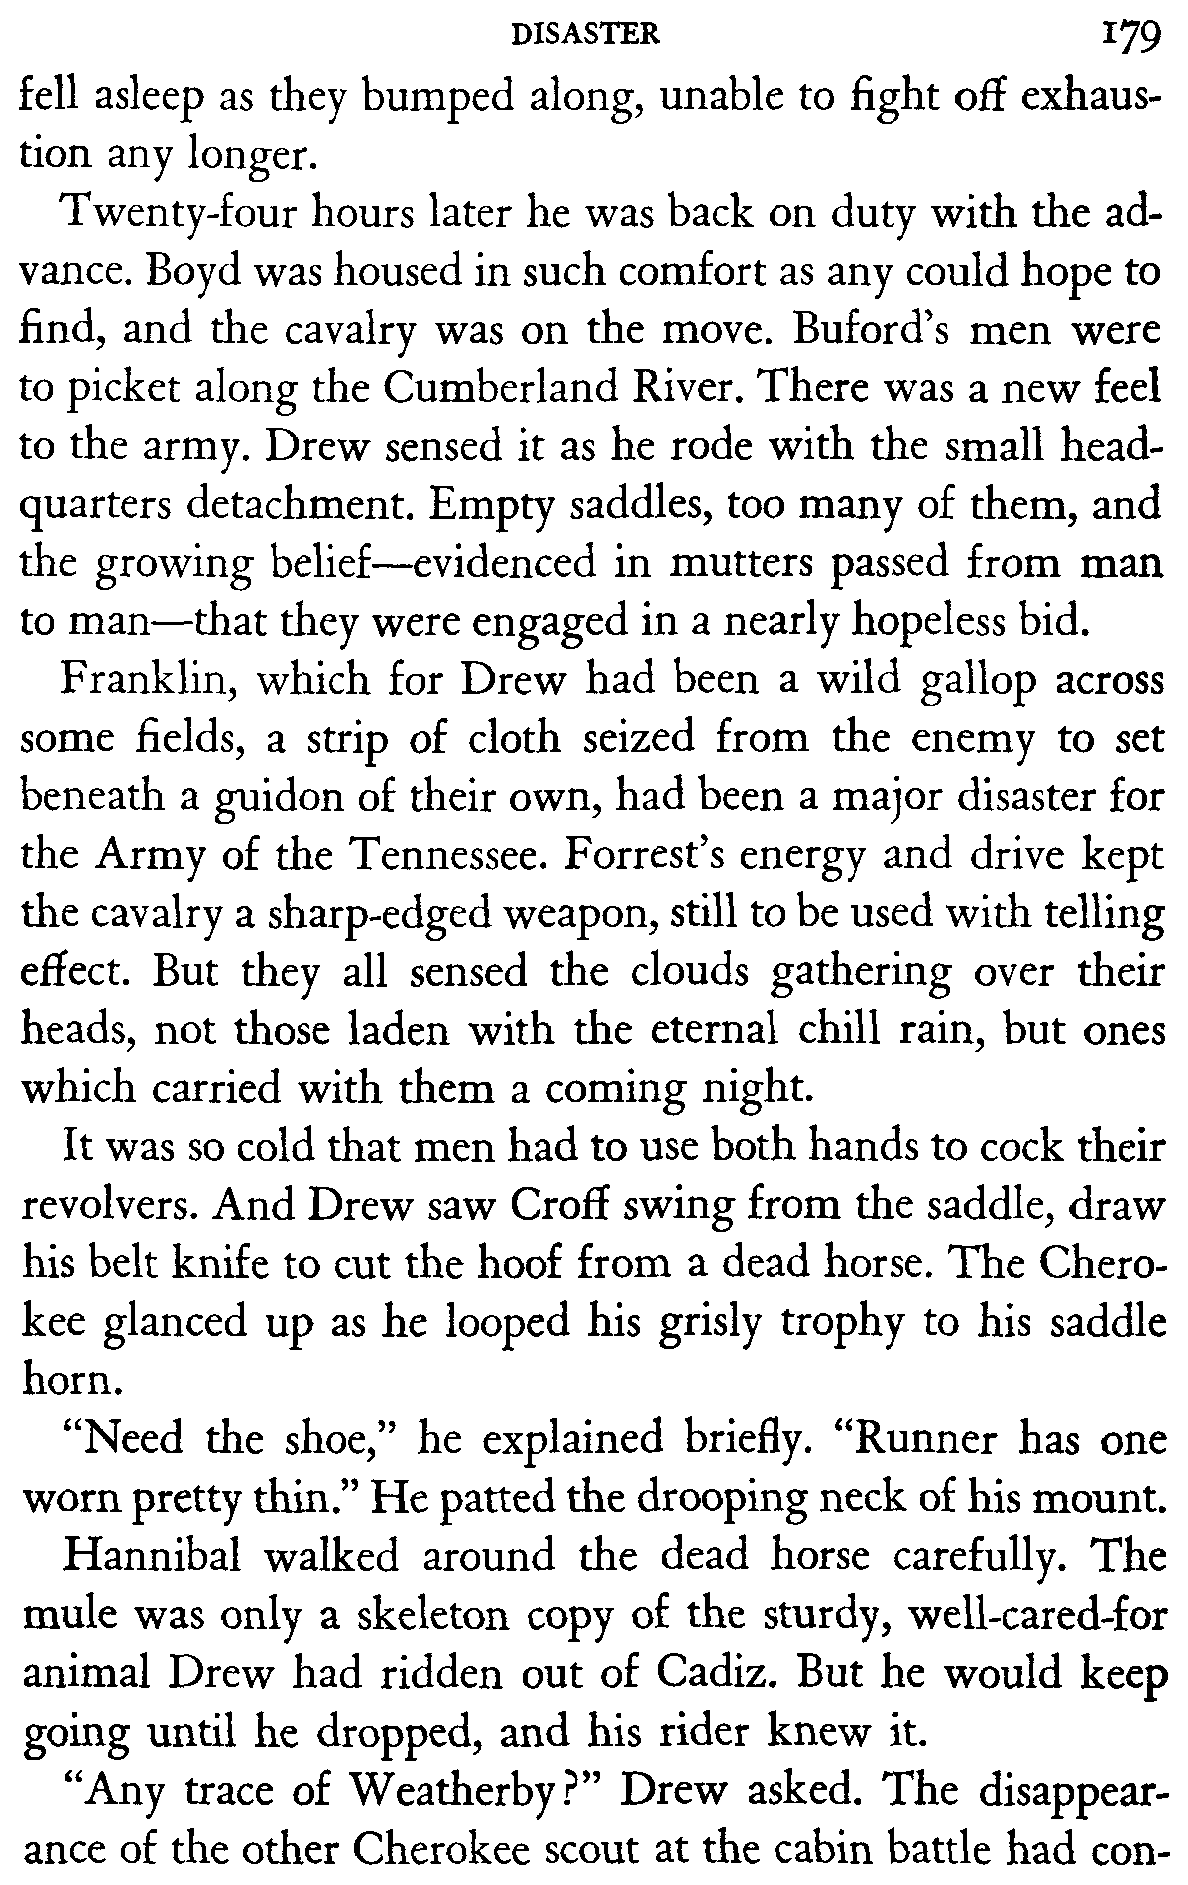 DISASTER 179
fell asleep as they bumped along, unable to fight off exhaus-
tion any longer.
Twenty-four hours later he was back on duty with the ad-
vance. Boyd was housed in such comfort as any could hope to
find, and the cavalry was on the move. Buford's men were
to picket along the Cumberland River. There was a new feel
to the army. Drew sensed it as he rode with the small head-
quarters detachment. Empty saddles, too many of them, and
the growing belief—evidenced in mutters passed from man
to man—that they were engaged in a nearly hopeless bid.
Franklin, which for Drew had been a wild gallop across
some fields, a strip of cloth seized from the enemy to set
beneath a guidon of their own, had been a major disaster for
the Army of the Tennessee. Forrest's energy and drive kept
the cavalry a sharp-edged weapon, still to be used with telling
effect. But they all sensed the clouds gathering over their
heads, not those laden with the eternal chill rain, but ones
which carried with them a coming night.
It was so cold that men had to use both hands to cock their
revolvers. And Drew saw Croff swing from the saddle, draw
his belt knife to cut the hoof from a dead horse. The Chero-
kee glanced up as he looped his grisly trophy to his saddle
horn.
“Need the shoe,” he explained briefly. “Runner has one
worn pretty thin.” He patted the drooping neck of his mount.
Hannibal walked around the dead horse carefully. The
mule was only a skeleton copy of the sturdy, well-cared-for
animal Drew had ridden out of Cadiz. But he would keep
going until he dropped, and his rider knew it.
“Any trace of Weatherby?” Drew asked. The disappear-
ance of the other Cherokee scout at the cabin battle had con-